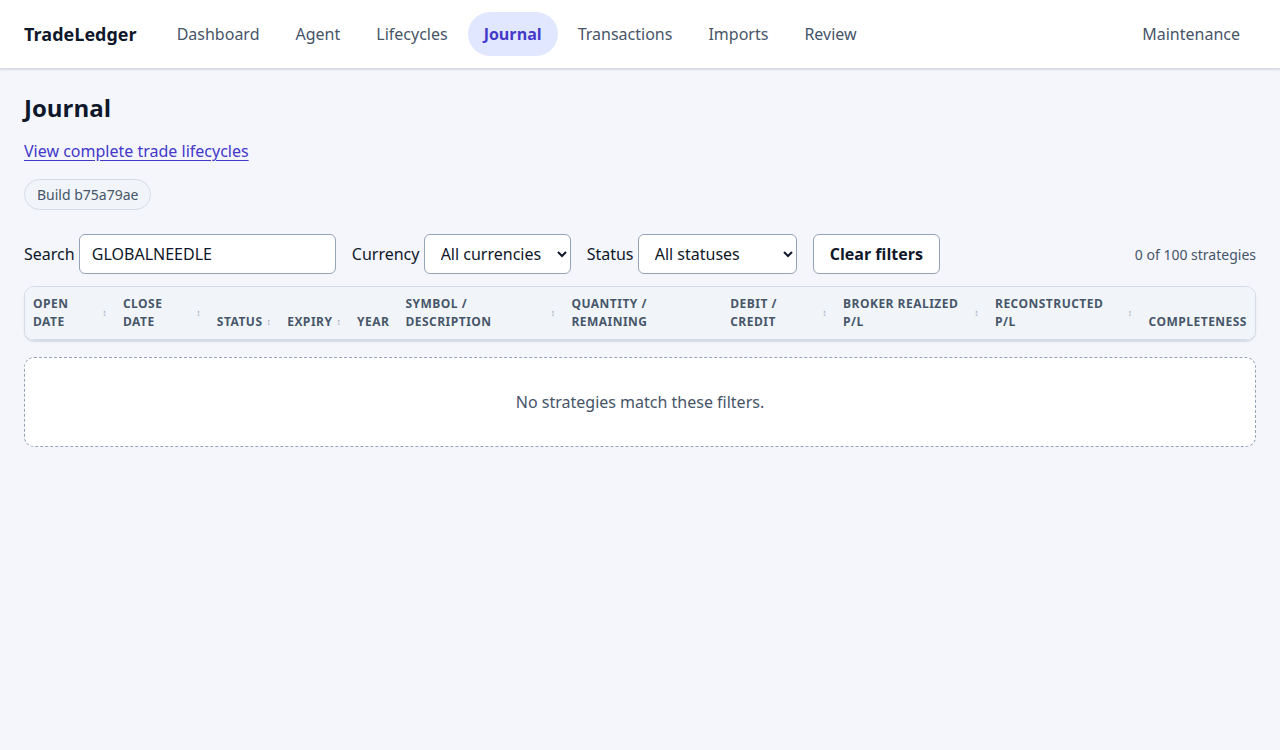 TradeLedger Dashboard Agent Lifecycles Journal Transactions Imports Review Maintenance
Journal
View complete trade lifecycles
Build b75a79ae
Search GLOBALNEEDLE Currency All currencies Status All statuses Clear filters 0 of 100 strategies
OPEN DATE ↕ CLOSE DATE ↕ STATUS ↕ EXPIRY ↕ YEAR SYMBOL / DESCRIPTION ↕ QUANTITY / REMAINING DEBIT / CREDIT ↕ BROKER REALIZED P/L ↕ RECONSTRUCTED P/L ↕ COMPLETENESS
No strategies match these filters.